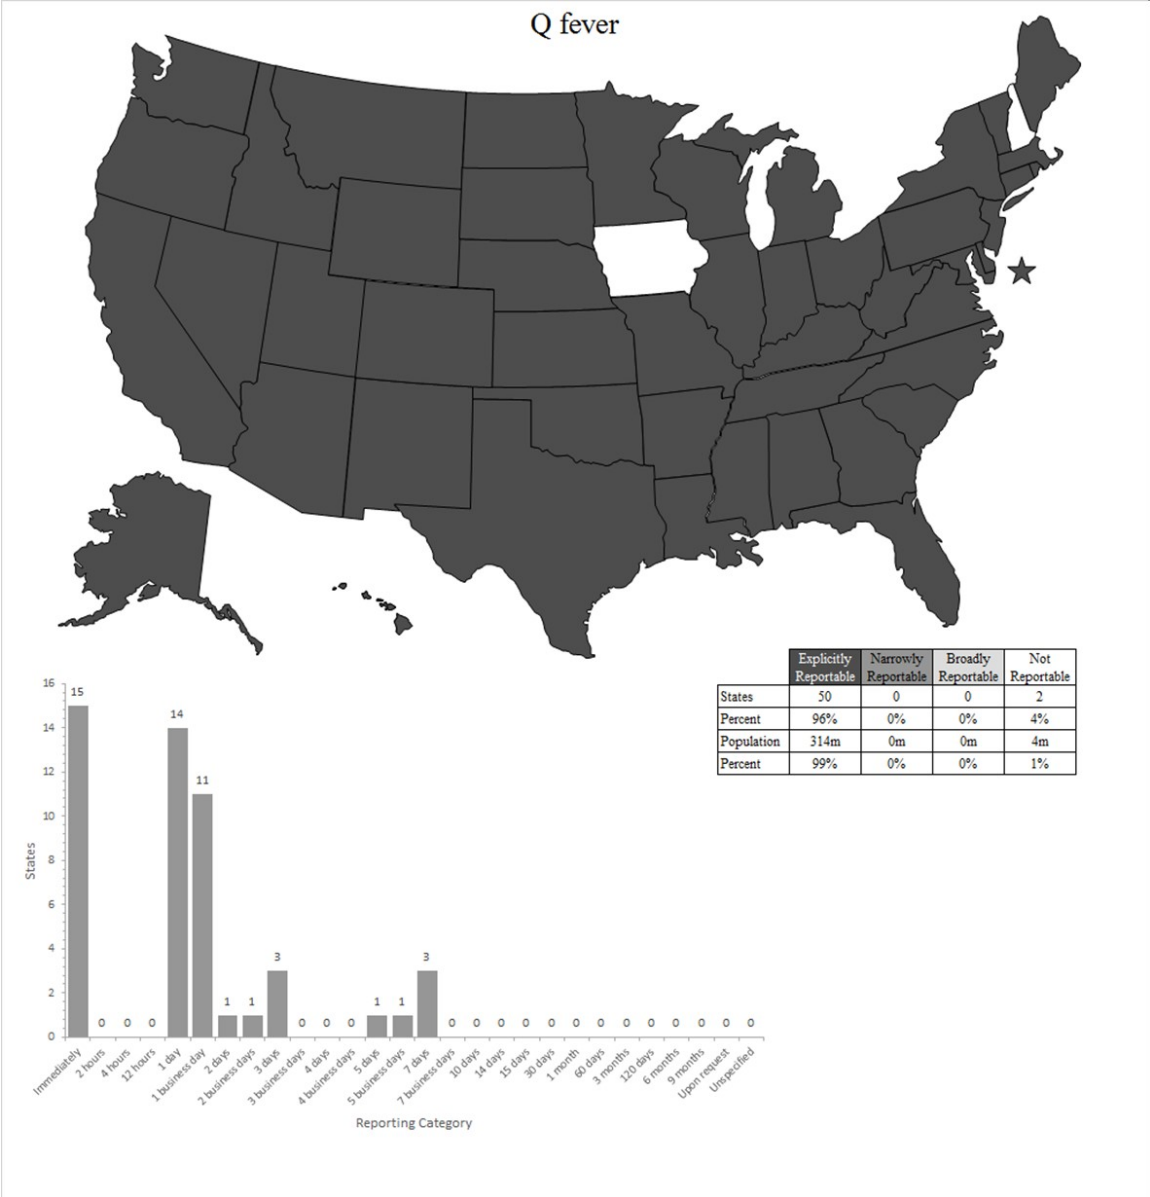 Q fever
Explicitly Reportable Narrowly Reportable Broadly Reportable Not Reportable
States 50 0 0 2
Percent 96% 0% 0% 4%
Population 314m 0m 0m 4m
Percent 99% 0% 0% 1%
States
16
14
12
10
8
6
4
2
0
15 0 0 0 14 11 1 1 3 0 0 0 1 1 3 0 0 0 0 0 0 0 0 0 0 0 0 0
Immediately
2 hours
4 hours
12 hours
1 day
1 business day
2 days
2 business days
3 days
3 business days
4 days
4 business days
5 days
5 business days
7 days
7 business days
10 days
14 days
15 days
30 days
1 month
60 days
3 months
120 days
6 months
9 months
Upon request
Unspecified
Reporting Category